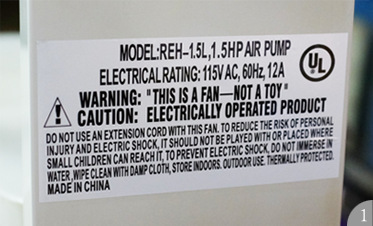 MODEL:REH-1.5L,1.5HP AIR PUMP
ELECTRICAL RATING: 115V AC, 60Hz, 12A
UL
WARNING: "THIS IS A FAN—NOT A TOY"
CAUTION: ELECTRICALLY OPERATED PRODUCT
DO NOT USE AN EXTENSION CORD WITH THIS FAN. TO REDUCE THE RISK OF PERSONAL
INJURY AND ELECTRIC SHOCK, IT SHOULD NOT BE PLAYED WITH OR PLACED WHERE
SMALL CHILDREN CAN REACH IT, TO PREVENT ELECTRIC SHOCK, DO NOT IMMERSE IN
WATER ,WIPE CLEAN WITH DAMP CLOTH, STORE INDOORS. OUTDOOR USE. THERMALLY PROTECTED.
MADE IN CHINA
1